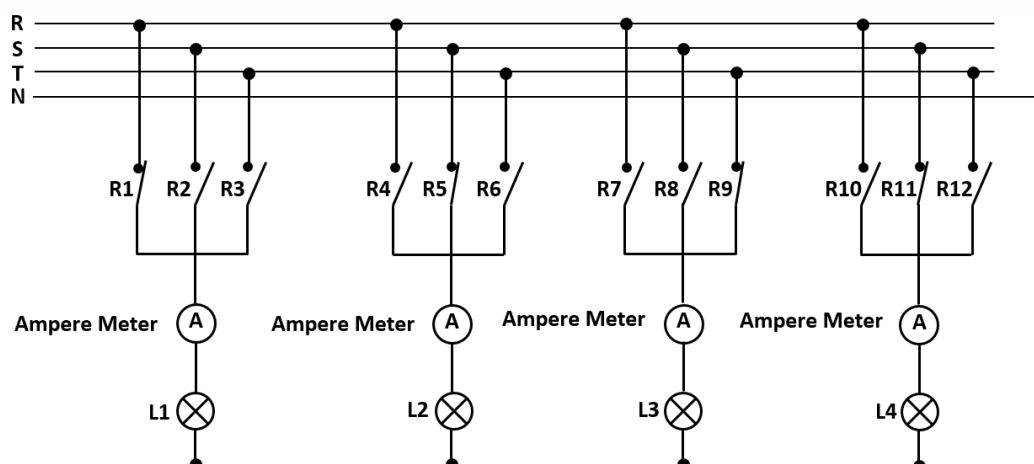 R
S
T
N
R1 R2 R3 R4 R5 R6 R7 R8 R9 R10 R11 R12
Ampere Meter A Ampere Meter A Ampere Meter A Ampere Meter A
L1 L2 L3 L4